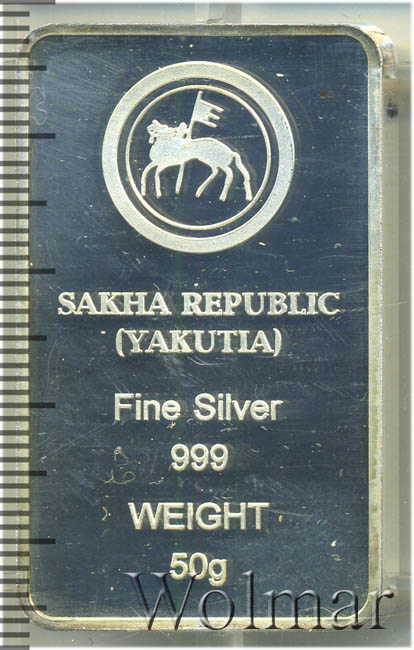 SAKHA REPUBLIC
(YAKUTIA)
Fine Silver
999
WEIGHT
50g
Wolmar